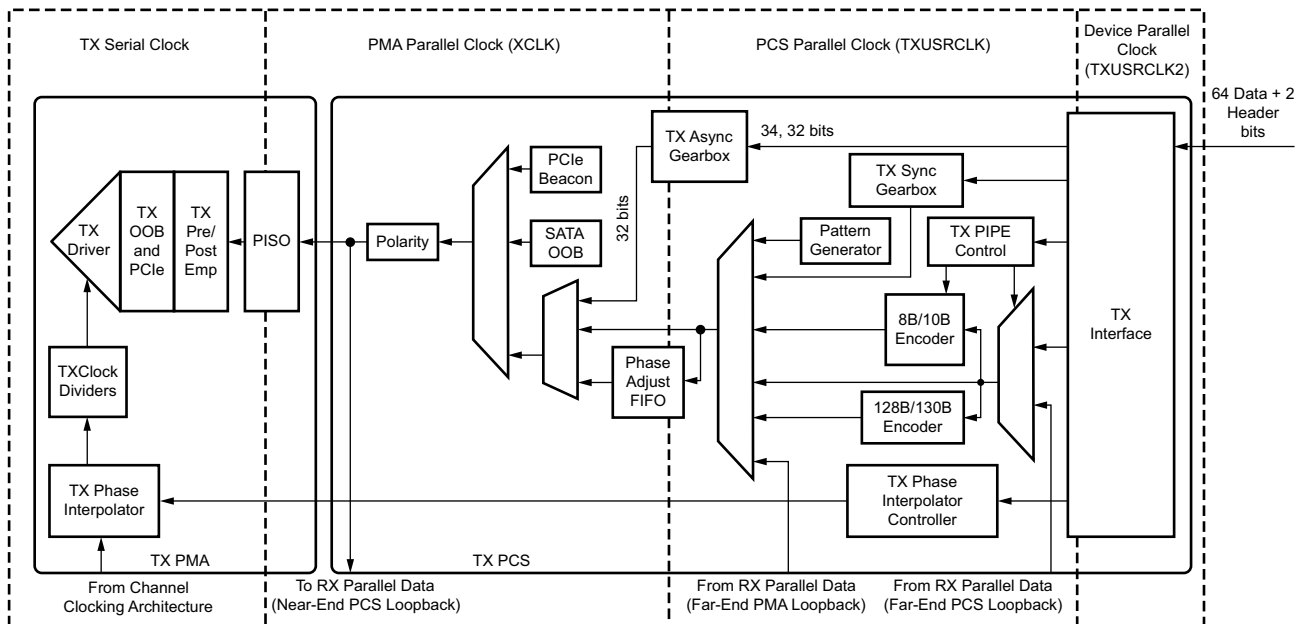 TX Serial Clock
PMA Parallel Clock (XCLK)
PCS Parallel Clock (TXUSRCLK)
Device Parallel
Clock
(TXUSRCLK2)
64 Data + 2
Header
bits
TX Async
Gearbox
34, 32 bits
PCIe
Beacon
TX Sync
Gearbox
TX
Driver
TX
OOB
and
PCIe
TX
Pre/
Post
Emp
PISO
Polarity
SATA
OOB
32 bits
Pattern
Generator
TX PIPE
Control
TX
Interface
8B/10B
Encoder
TXClock
Dividers
Phase
Adjust
FIFO
128B/130B
Encoder
TX Phase
Interpolator
TX Phase
Interpolator
Controller
TX PMA
TX PCS
From Channel
Clocking Architecture
To RX Parallel Data
(Near-End PCS Loopback)
From RX Parallel Data
(Far-End PMA Loopback)
From RX Parallel Data
(Far-End PCS Loopback)